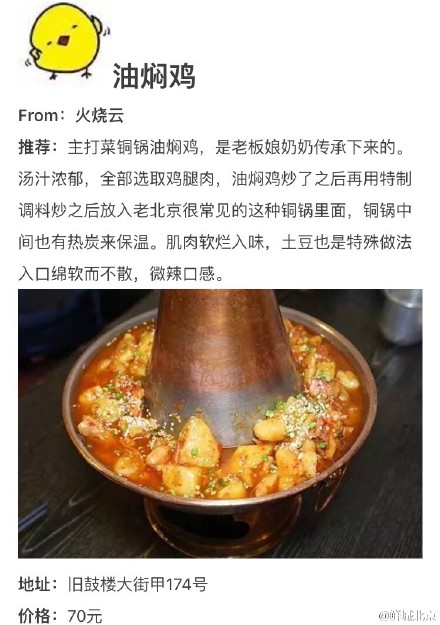 油焖鸡
From：火烧云
推荐：主打菜铜锅油焖鸡，是老板娘奶奶传承下来的。
汤汁浓郁，全部选取鸡腿肉，油焖鸡炒了之后再用特制
调料炒之后放入老北京很常见的这种铜锅里面，铜锅中
间也有热炭来保温。肌肉软烂入味，土豆也是特殊做法
入口绵软而不散，微辣口感。
地址：旧鼓楼大街甲174号
价格：70元